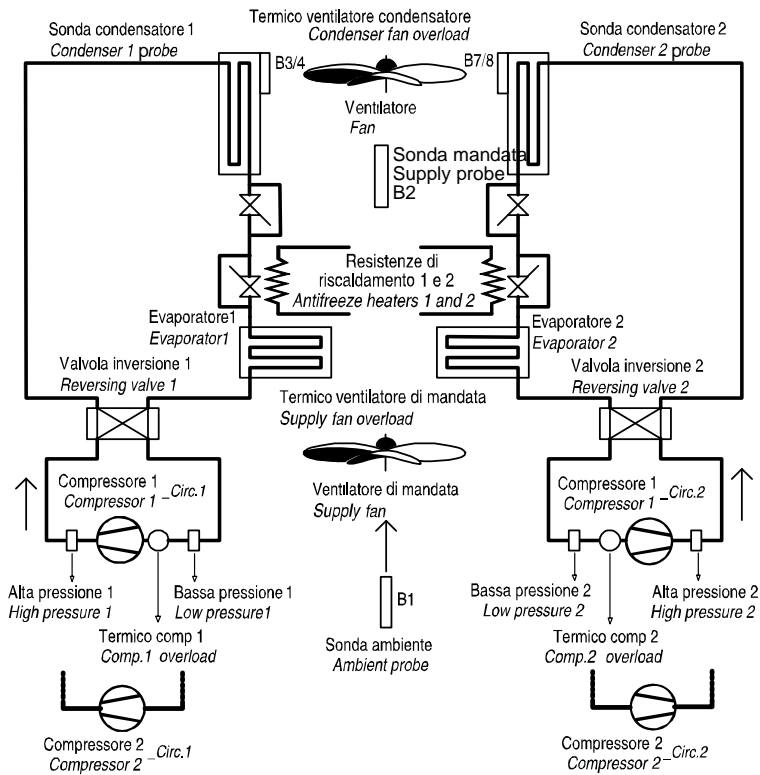 Termico ventilatore condensatore
Condenser fan overload
Sonda condensatore 1
Condenser 1 probe
Sonda condensatore 2
Condenser 2 probe
B3/4
B7/8
Ventilatore
Fan
Sonda mandata
Supply probe
B2
Resistenze di
riscaldamento 1 e 2
Antifreeze heaters 1 and 2
Evaporatore1
Evaporator1
Evaporatore 2
Evaporator 2
Valvola inversione 1
Reversing valve 1
Termico ventilatore di mandata
Supply fan overload
Valvola inversione 2
Reversing valve 2
Compressore 1
Compressor 1 – Circ.1
Ventilatore di mandata
Supply fan
Compressore 1
Compressor 1 – Circ.2
Alta pressione 1
High pressure 1
Bassa pressione 1
Low pressure1
B1
Bassa pressione 2
Low pressure 2
Alta pressione 2
High pressure 2
Termico comp 1
Comp.1 overload
Sonda ambiente
Ambient probe
Termico comp 2
Comp.2 overload
Compressore 2
Compressor 2 – Circ.1
Compressore 2
Compressor 2 – Circ.2